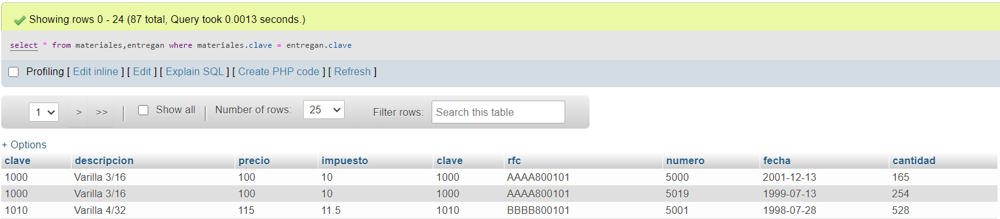 Showing rows 0 - 24 (87 total, Query took 0.0013 seconds.)
select * from materiales,entregan where materiales.clave = entregan.clave
Profiling [ Edit inline ] [ Edit ] [ Explain SQL ] [ Create PHP code ] [ Refresh ]
1 > >> Show all Number of rows: 25 Filter rows: Search this table
+ Options
clave descripcion precio impuesto clave rfc numero fecha cantidad
1000 Varilla 3/16 100 10 1000 AAAA800101 5000 2001-12-13 165
1000 Varilla 3/16 100 10 1000 AAAA800101 5019 1999-07-13 254
1010 Varilla 4/32 115 11.5 1010 BBBB800101 5001 1998-07-28 528